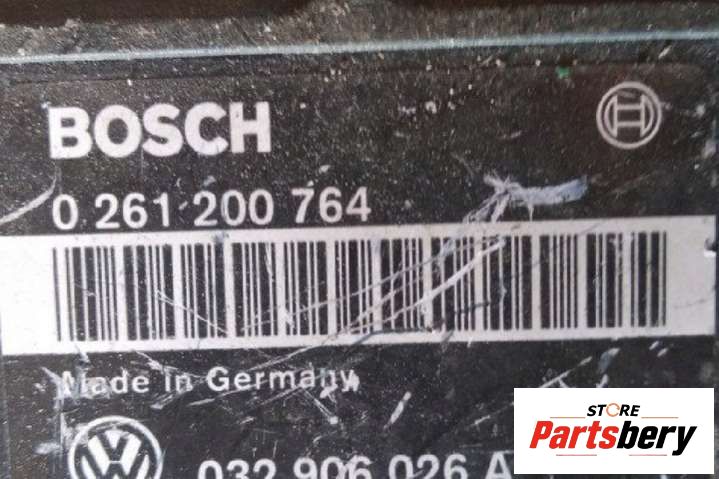 BOSCH
0 261 200 764
Made in Germany
032 906 026 A
STORE
Partsbery